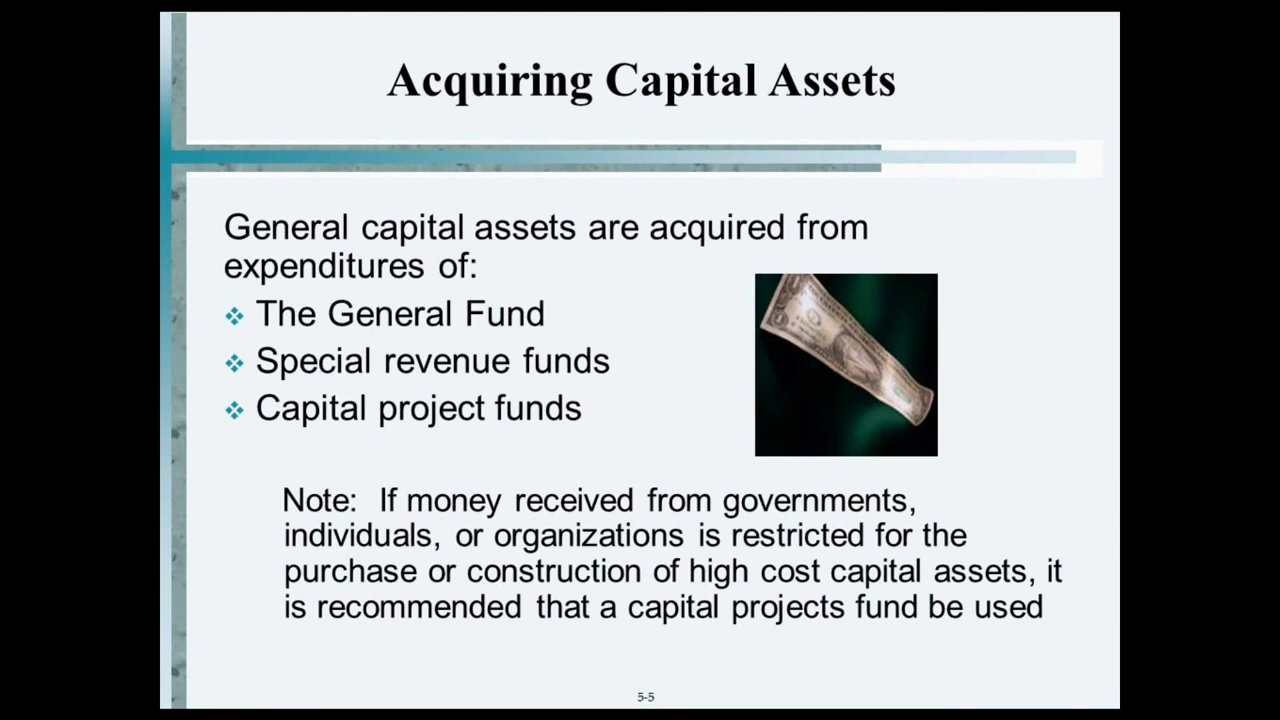 Acquiring Capital Assets
General capital assets are acquired from
expenditures of:
The General Fund
Special revenue funds
Capital project funds
Note: If money received from governments,
individuals, or organizations is restricted for the
purchase or construction of high cost capital assets, it
is recommended that a capital projects fund be used
5-5